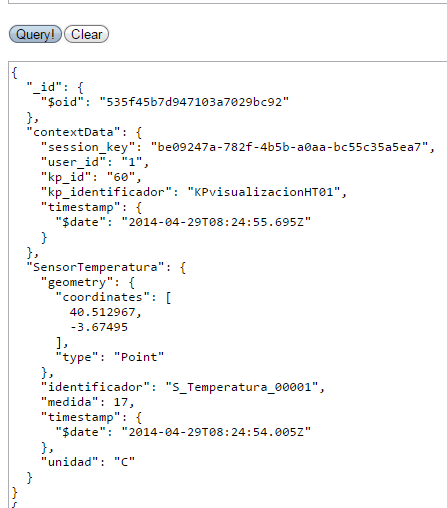 Query! Clear
{
  "_id": {
    "$oid": "535f45b7d947103a7029bc92"
  },
  "contextData": {
    "session_key": "be09247a-782f-4b5b-a0aa-bc55c35a5ea7",
    "user_id": "1",
    "kp_id": "60",
    "kp_identificador": "KPvisualizacionHT01",
    "timestamp": {
      "$date": "2014-04-29T08:24:55.695Z"
    }
  },
  "SensorTemperatura": {
    "geometry": {
      "coordinates": [
        40.512967,
        -3.67495
      ],
      "type": "Point"
    },
    "identificador": "S_Temperatura_00001",
    "medida": 17,
    "timestamp": {
      "$date": "2014-04-29T08:24:54.005Z"
    },
    "unidad": "C"
  }
}
{